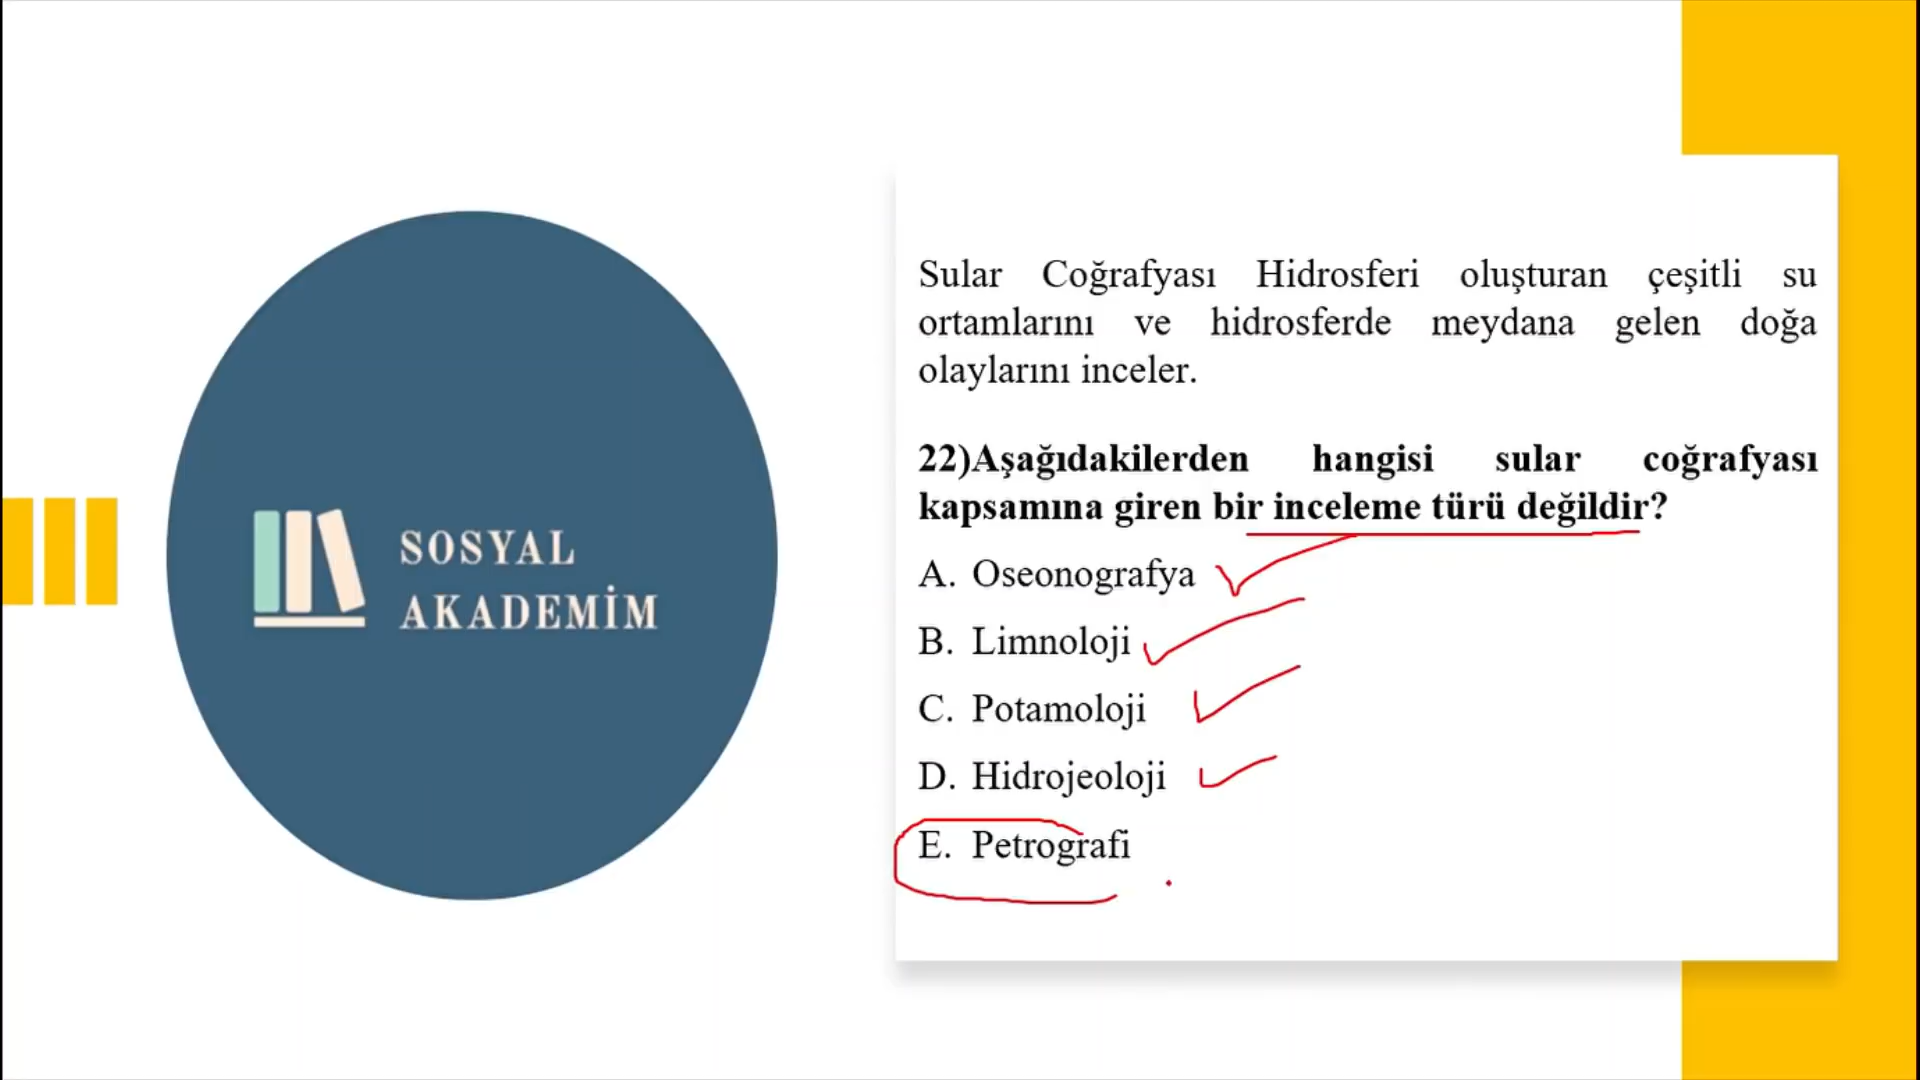 SOSYAL
AKADEMİM
Sular Coğrafyası Hidrosferi oluşturan çeşitli su
ortamlarını ve hidrosferde meydana gelen doğa
olaylarını inceler.
22)Aşağıdakilerden hangisi sular coğrafyası
kapsamına giren bir inceleme türü değildir?
A. Oseonografya
B. Limnoloji
C. Potamoloji
D. Hidrojeoloji
E. Petrografi